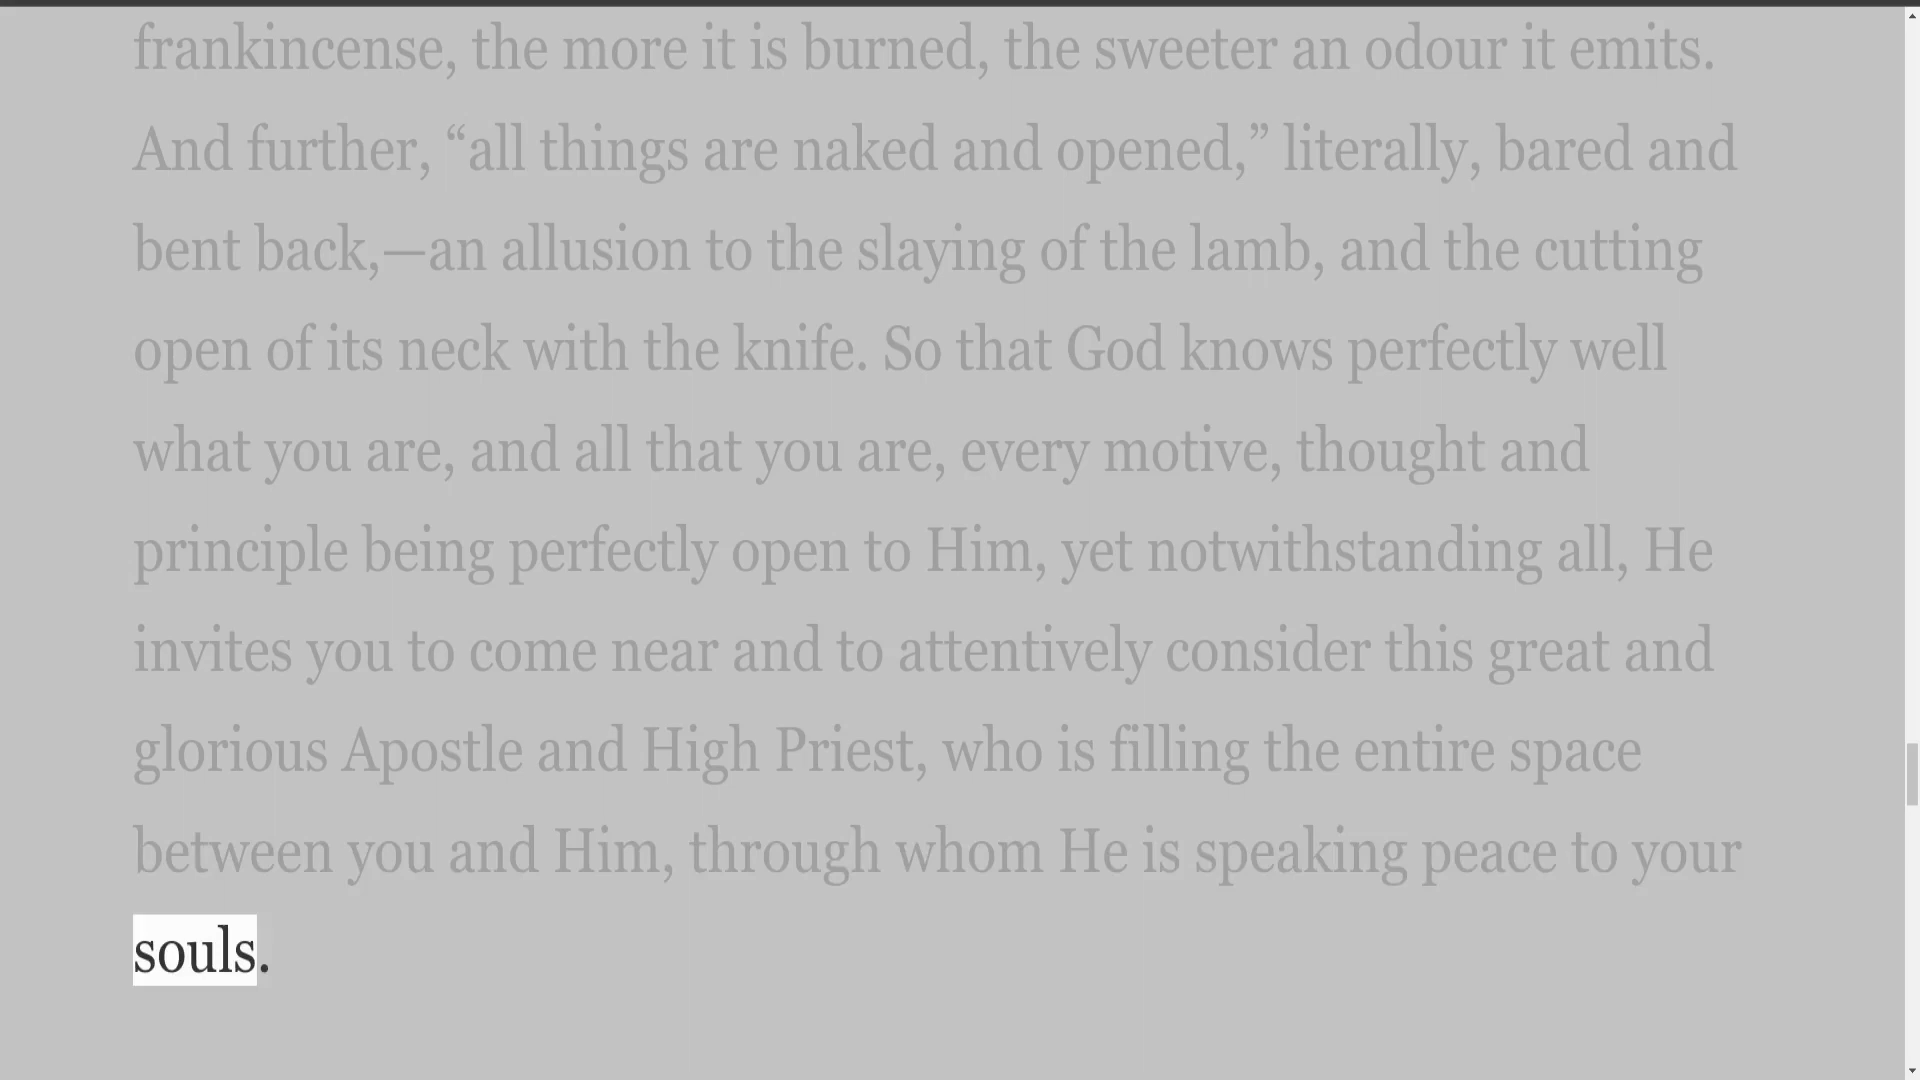 frankincense, the more it is burned, the sweeter an odour it emits.
And further, “all things are naked and opened,” literally, bared and
bent back,—an allusion to the slaying of the lamb, and the cutting
open of its neck with the knife. So that God knows perfectly well
what you are, and all that you are, every motive, thought and
principle being perfectly open to Him, yet notwithstanding all, He
invites you to come near and to attentively consider this great and
glorious Apostle and High Priest, who is filling the entire space
between you and Him, through whom He is speaking peace to your
souls.